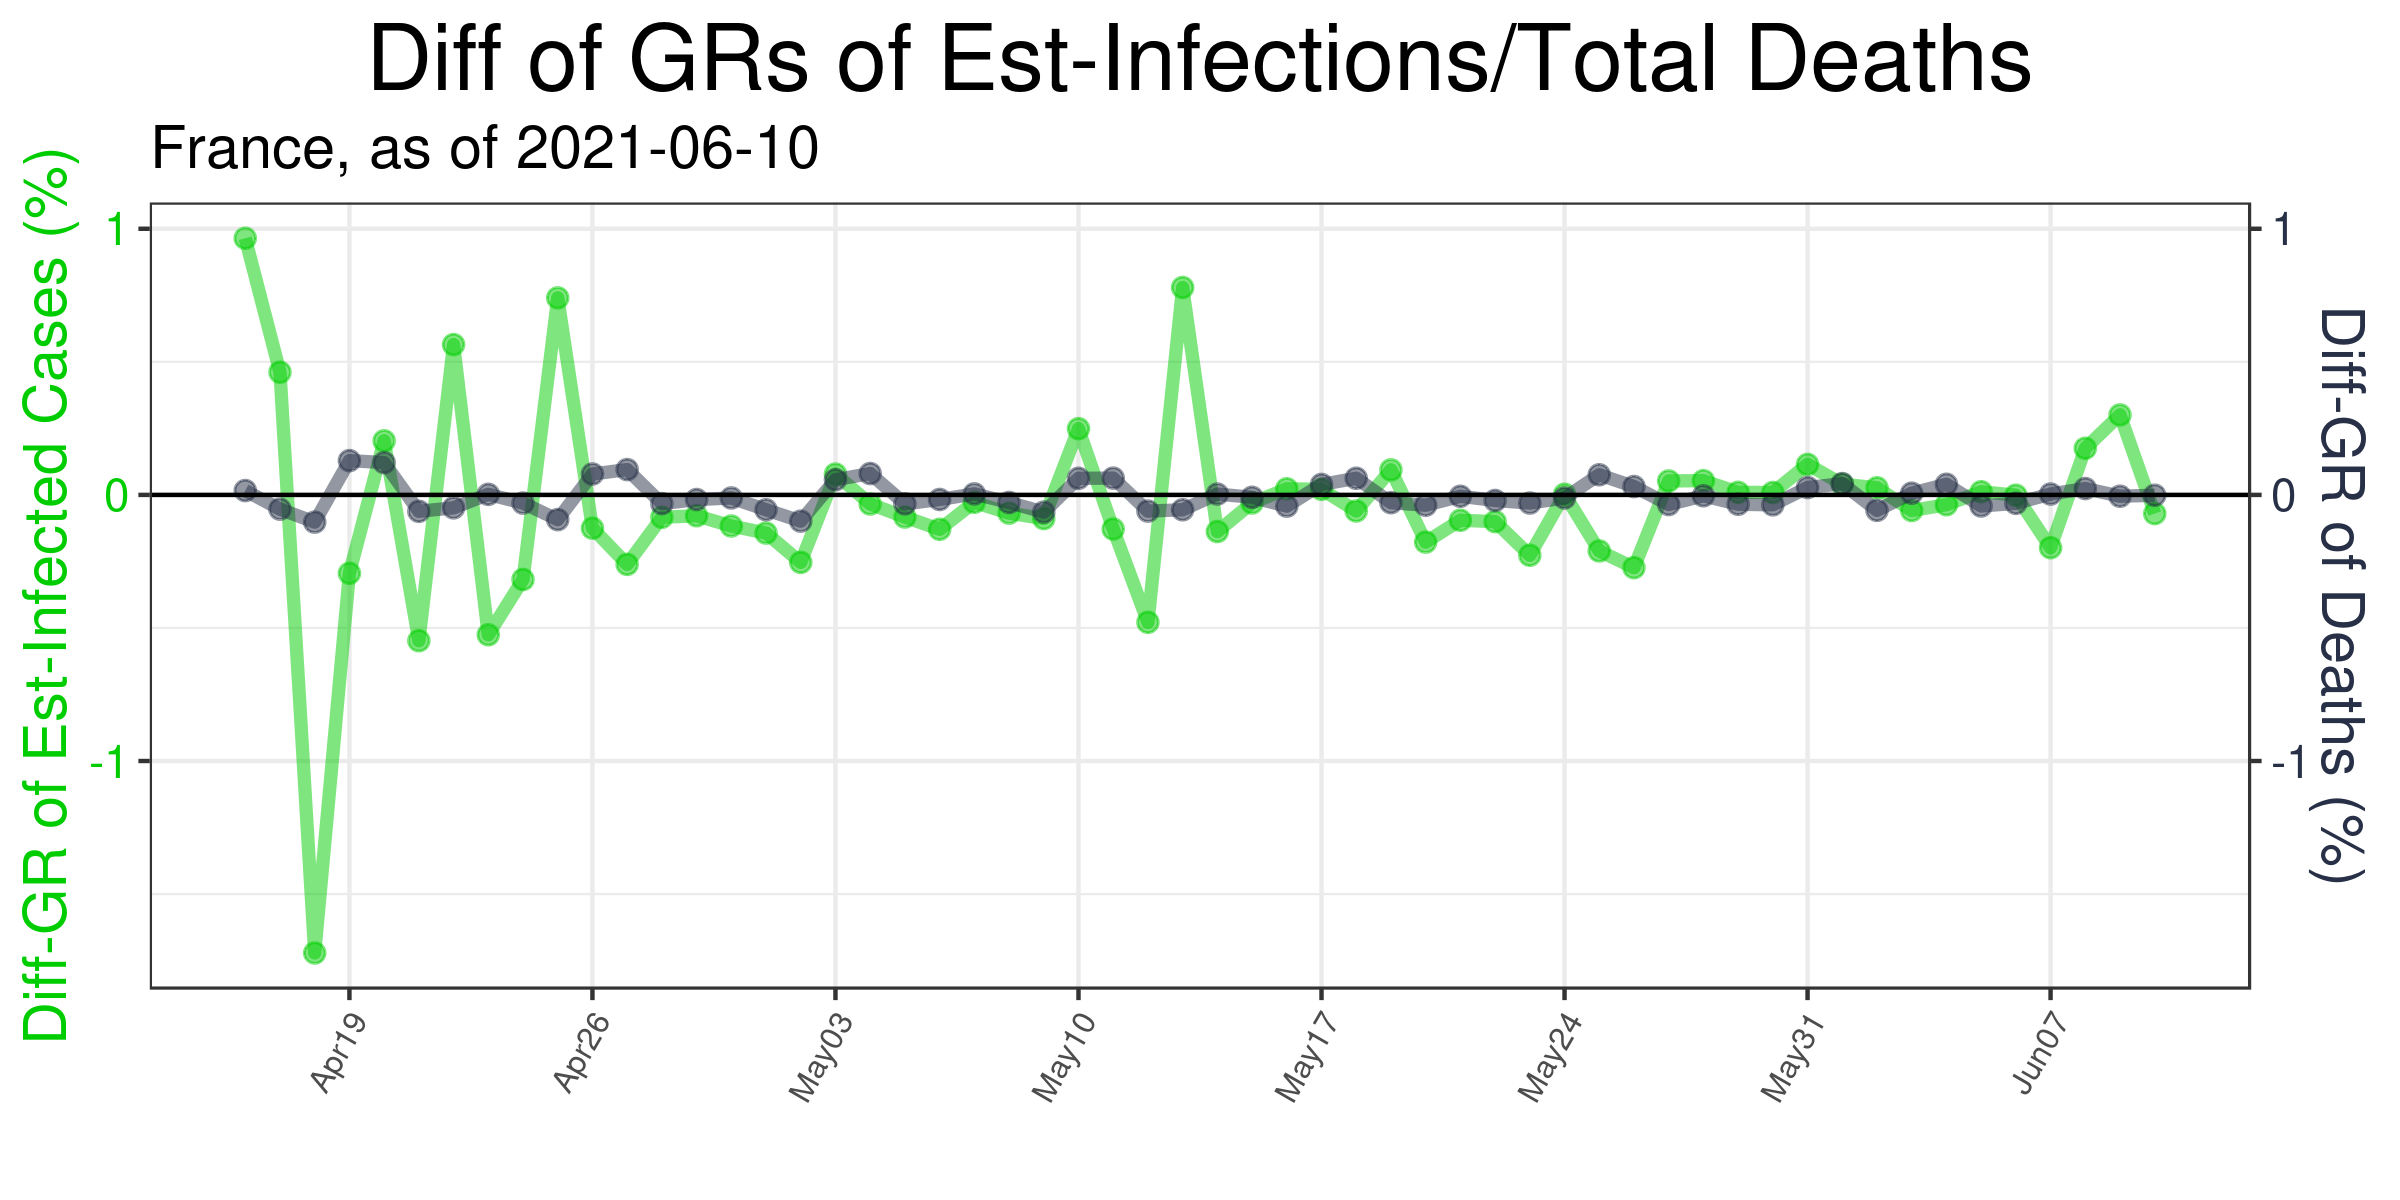 Diff of GRs of Est-Infections/Total Deaths
France, as of 2021-06-10
Diff-GR of Est-Infected Cases (%)
1
0
-1
1
0
-1
Diff-GR of Deaths (%)
Apr19
Apr26
May03
May10
May17
May24
May31
Jun07